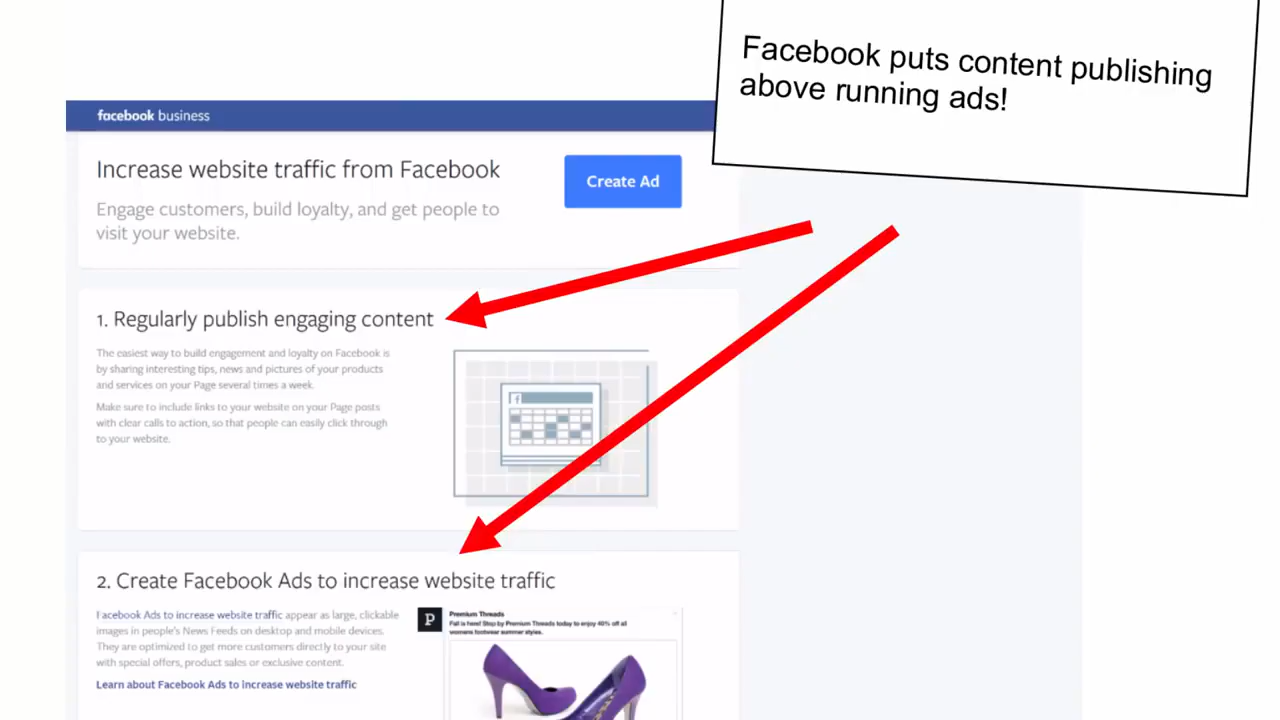 Facebook puts content publishing
above running ads!
facebook business
Increase website traffic from Facebook
Create Ad
Engage customers, build loyalty, and get people to
visit your website.
1. Regularly publish engaging content
The easiest way to build engagement and loyalty on Facebook is
by sharing interesting tips, news and pictures of your products
and services on your Page several times a week.
Make sure to include links to your website on your Page posts
with clear calls to action, so that people can easily click through
to your website.
f
2. Create Facebook Ads to increase website traffic
Facebook Ads to increase website traffic appear as large, clickable
images in people's News Feeds on desktop and mobile devices.
They are optimized to get more customers directly to your site
with special offers, product sales or exclusive content.
Learn about Facebook Ads to increase website traffic
P
Premium Threads
Fall is here! Stop by Premium Threads today to enjoy 40% off all
womens footwear summer styles.